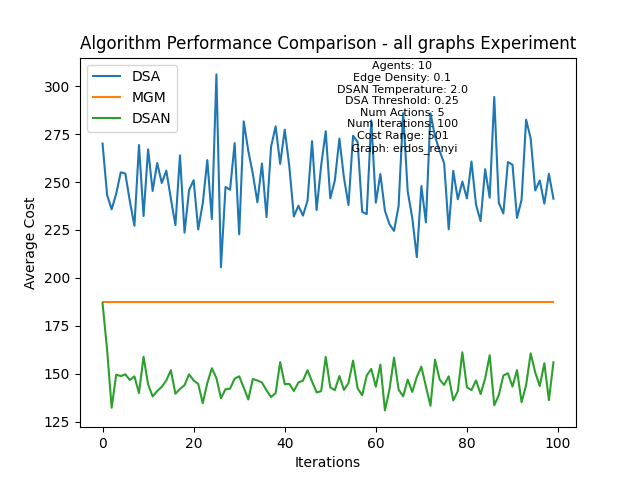 Algorithm Performance Comparison - all graphs Experiment
DSA
MGM
DSAN
Agents: 10
Edge Density: 0.1
DSAN Temperature: 2.0
DSA Threshold: 0.25
Num Actions: 5
Num Iterations: 100
Cost Range: 501
Graph: erdos_renyi
Average Cost
300
275
250
225
200
175
150
125
0
20
40
60
80
100
Iterations